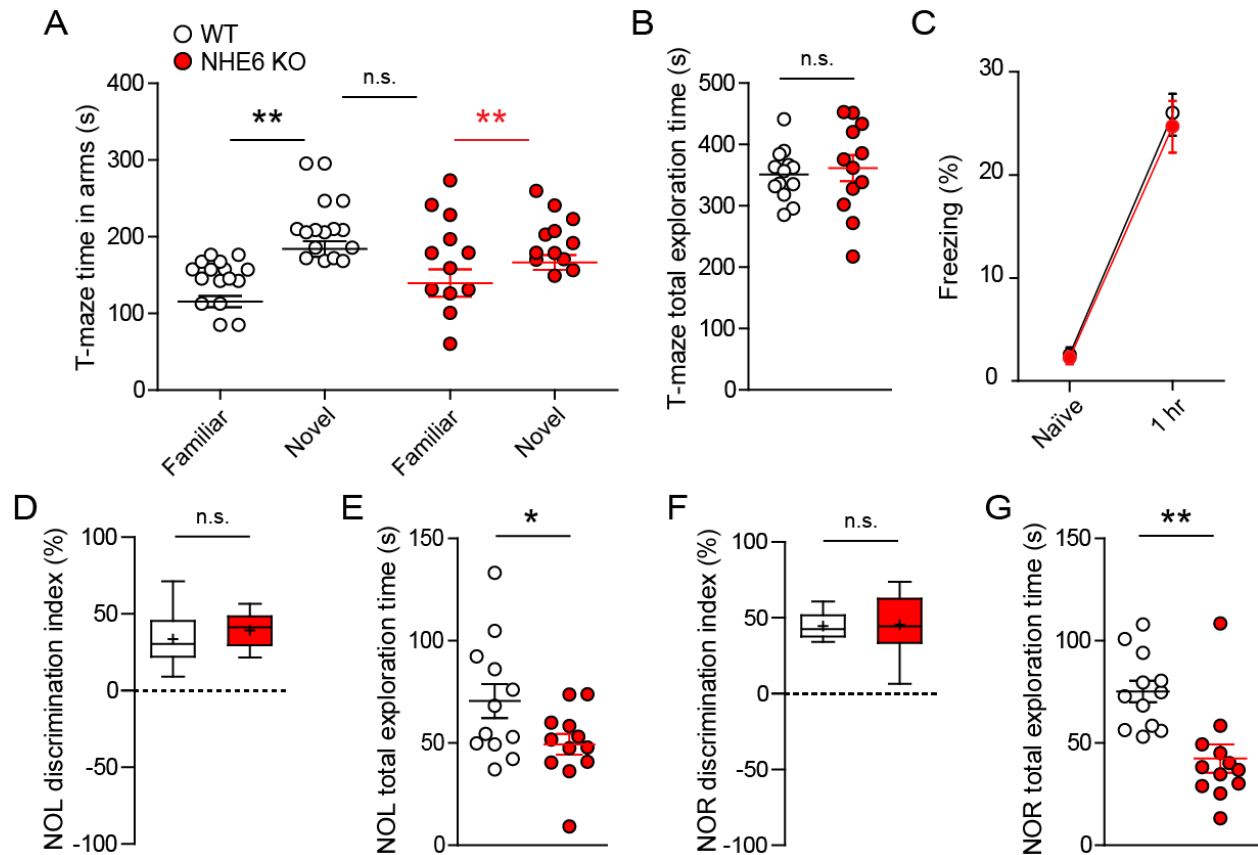 A
WT
NHE6 KO
T-maze time in arms (s)
400
300
200
100
0
**
n.s.
**
Familiar
Novel
Familiar
Novel
B
T-maze total exploration time (s)
500
400
300
200
100
0
n.s.
C
Freezing (%)
30
20
10
0
Naïve
1 hr
D
NOL discrimination index (%)
100
50
0
-50
-100
n.s.
E
NOL total exploration time (s)
150
100
50
0
*
F
NOR discrimination index (%)
100
50
0
-50
-100
n.s.
G
NOR total exploration time (s)
150
100
50
0
**